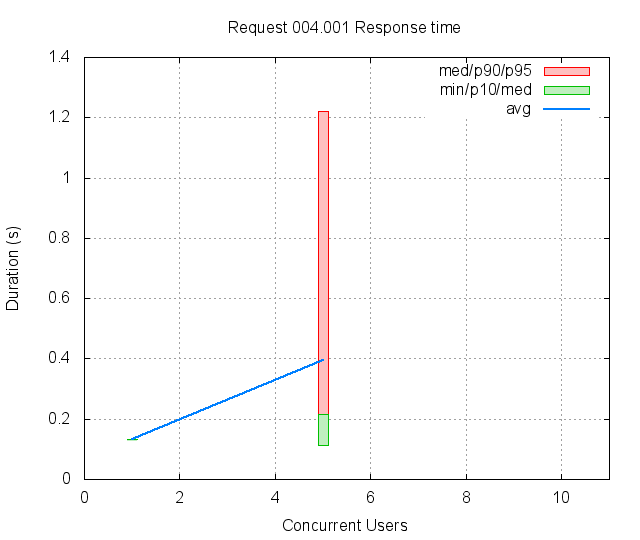 Request 004.001 Response time
med/p90/p95
min/p10/med
avg
1.4
1.2
1
0.8
0.6
0.4
0.2
0
Duration (s)
0 2 4 6 8 10
Concurrent Users